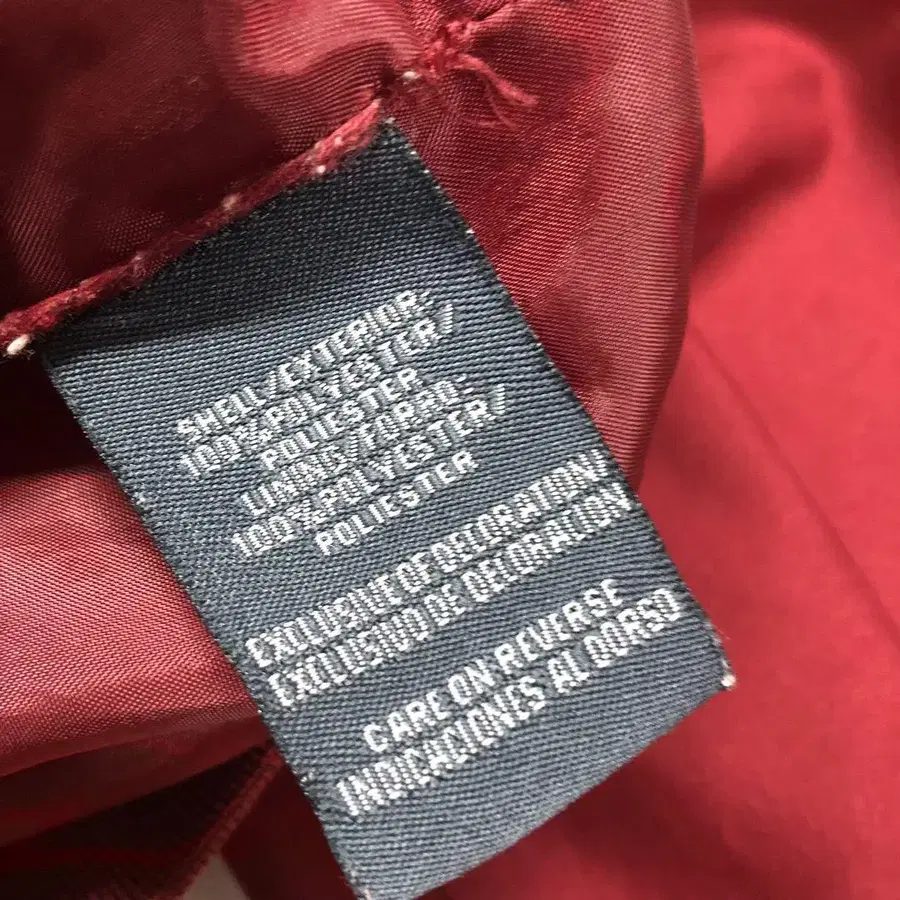 SHELL/EXTERIOR:
100% POLYESTER/
POLIESTER
LINING/FORRO:
100% POLYESTER/
POLIESTER
EXCLUSIVE OF DECORATION/
EXCLUSIVO DE DECORACION
CARE ON REVERSE
INDICACIONES AL DORSO